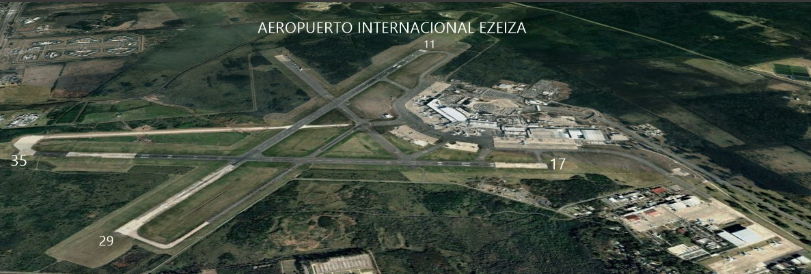 AEROPUERTO INTERNACIONAL EZEIZA
11
35
17
29